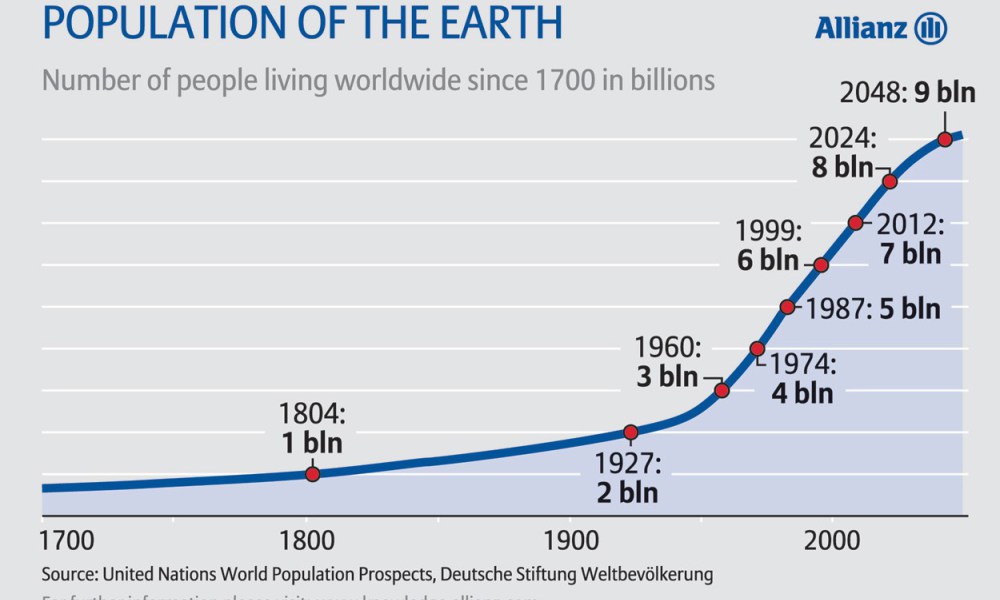 POPULATION OF THE EARTH
Allianz
Number of people living worldwide since 1700 in billions
2048: 9 bln
2024:
8 bln
2012:
7 bln
1999:
6 bln
1987: 5 bln
1974:
4 bln
1960:
3 bln
1927:
2 bln
1804:
1 bln
1700 1800 1900 2000
Source: United Nations World Population Prospects, Deutsche Stiftung Weltbevölkerung